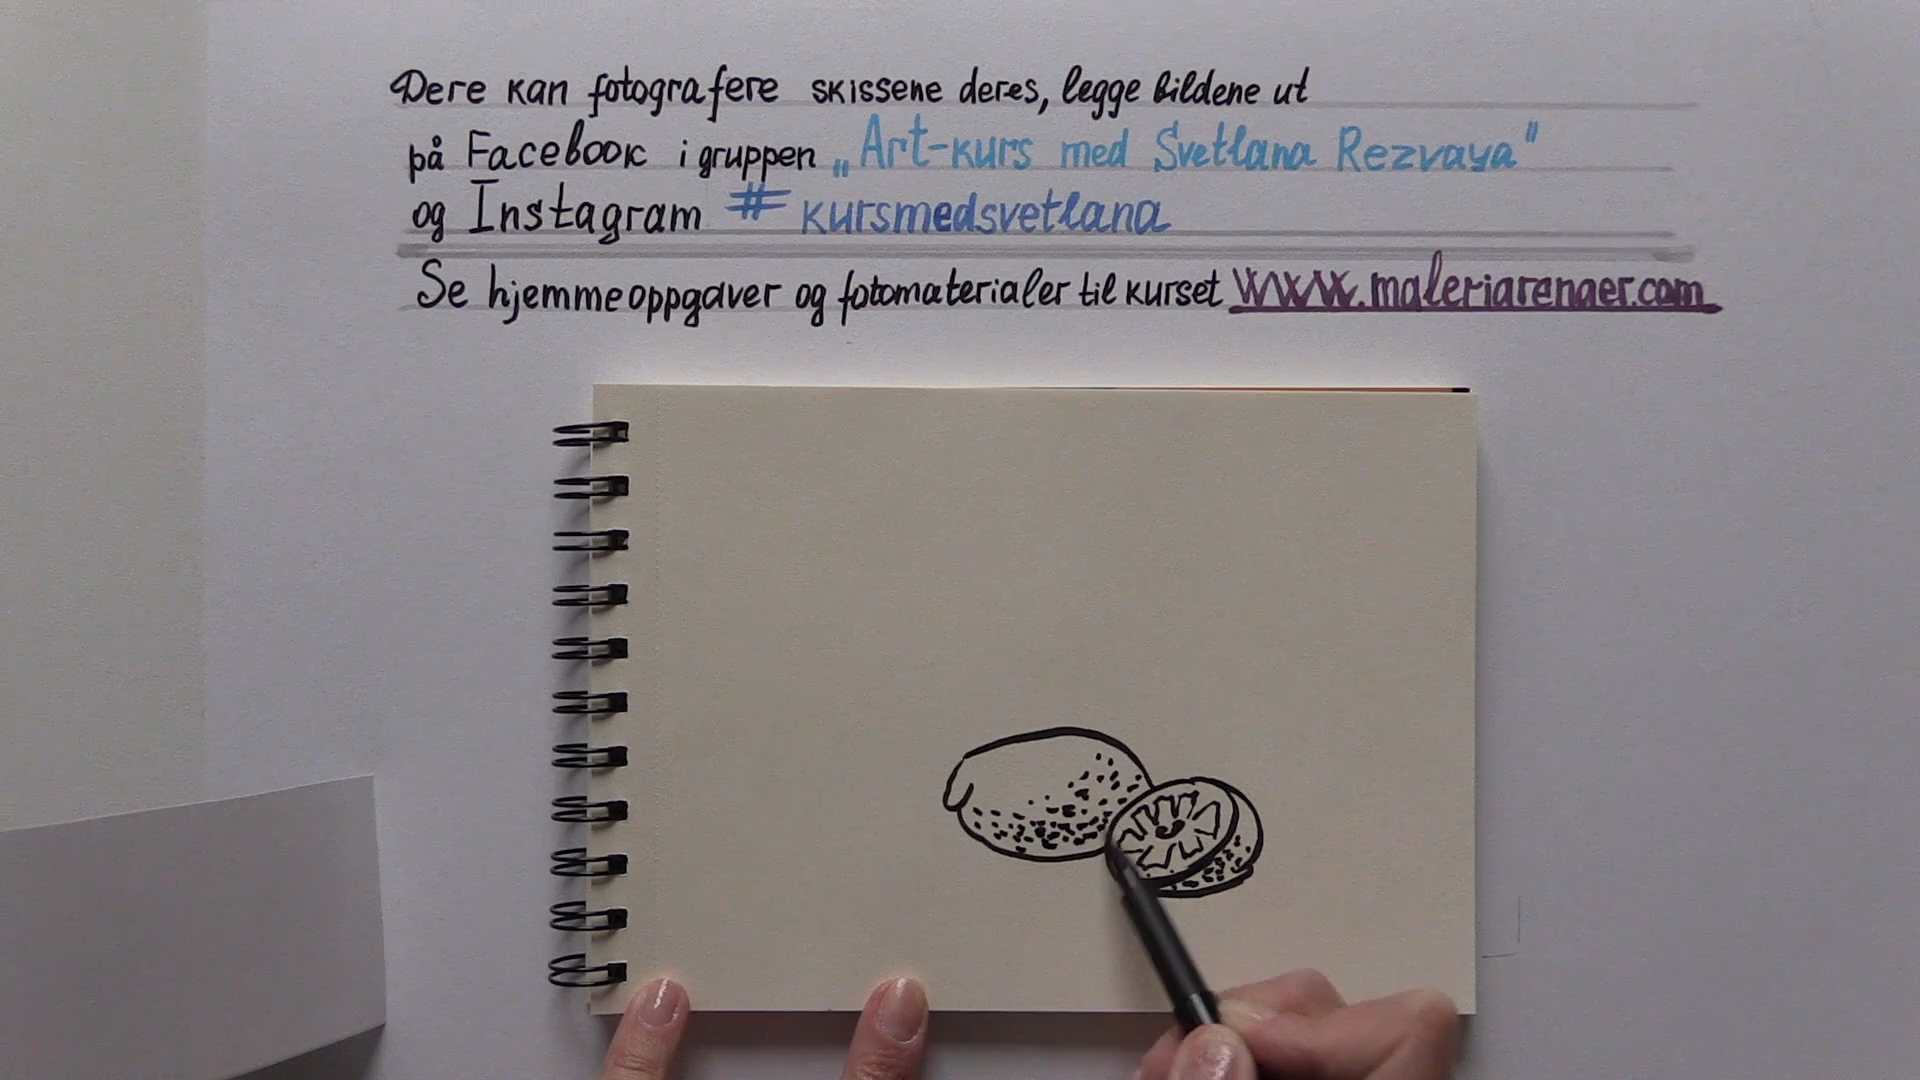 Dere kan fotografere skissene deres, legge bildene ut
på Facebook i gruppen „Art-kurs med Svetlana Rezvaya"
og Instagram # kursmedsvetlana
Se hjemmeoppgaver og fotomaterialer til kurset www.maleriarenaer.com